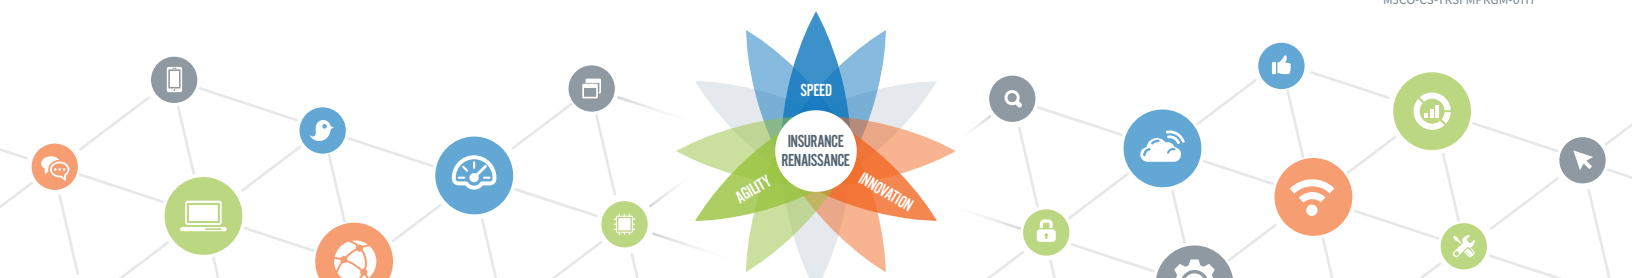 SPEED
INSURANCE
RENAISSANCE
AGILITY
INNOVATION